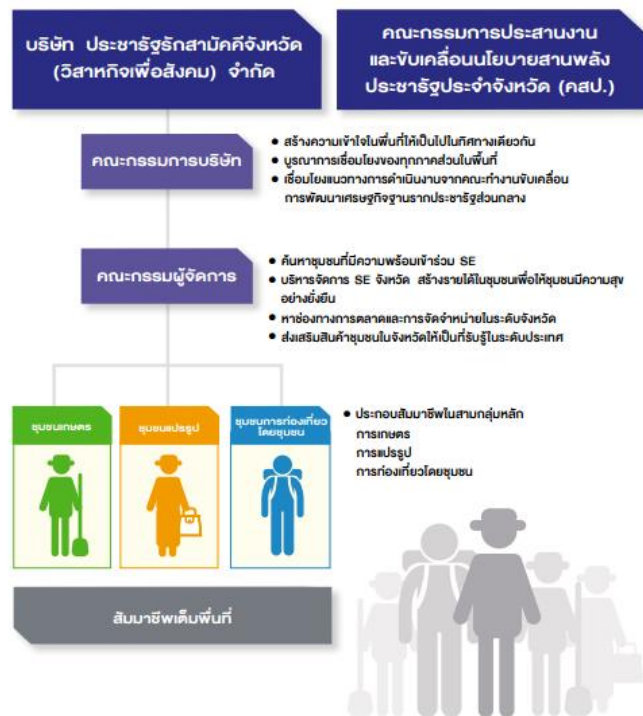 บริษัท ประชารัฐรักสามัคคีจังหวัด
(วิสาหกิจเพื่อสังคม) จำกัด
คณะกรรมการประสานงาน
และขับเคลื่อนนโยบายสานพลัง
ประชารัฐประจำจังหวัด (คสป.)
คณะกรรมการบริษัท
● สร้างความเข้าใจในพื้นที่ให้เป็นไปในทิศทางเดียวกัน
● บูรณาการเชื่อมโยงของทุกภาคส่วนในพื้นที่
● เชื่อมโยงแนวทางการดำเนินงานจากคณะทำงานขับเคลื่อน
การพัฒนาเศรษฐกิจฐานรากประชารัฐส่วนกลาง
คณะกรรมผู้จัดการ
● ค้นหาชุมชนที่มีความพร้อมเข้าร่วม SE
● บริหารจัดการ SE จังหวัด สร้างรายได้ในชุมชนเพื่อให้ชุมชนมีความสุข
อย่างยั่งยืน
● หาช่องทางการตลาดและการจัดจำหน่ายในระดับจังหวัด
● ส่งเสริมสินค้าชุมชนในจังหวัดให้เป็นที่รับรู้ในระดับประเทศ
ชุมชนเกษตร
ชุมชนแปรรูป
ชุมชนการท่องเที่ยว
โดยชุมชน
● ประกอบสัมมาชีพในสามกลุ่มหลัก
การเกษตร
การแปรรูป
การท่องเที่ยวโดยชุมชน
สัมมาชีพเต็มพื้นที่